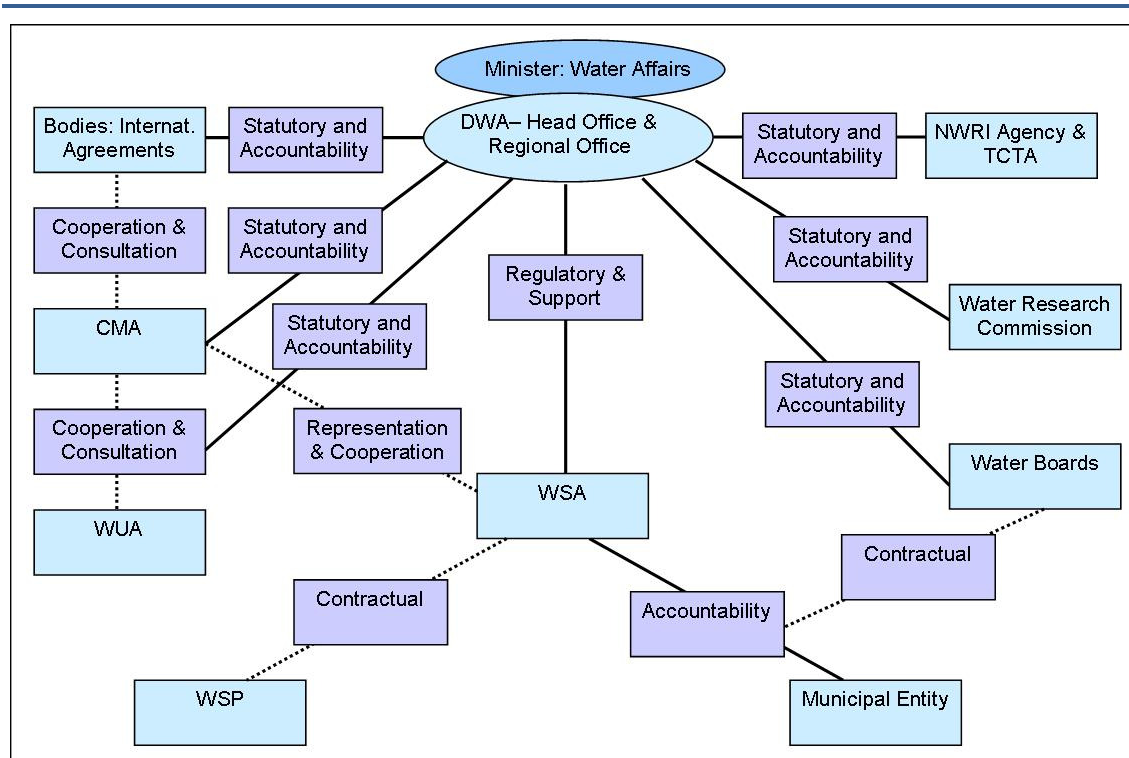 Minister: Water Affairs
DWA– Head Office &
Regional Office
Bodies: Internat.
Agreements
Statutory and
Accountability
Statutory and
Accountability
NWRI Agency &
TCTA
Cooperation &
Consultation
Statutory and
Accountability
Statutory and
Accountability
Regulatory &
Support
CMA
Statutory and
Accountability
Water Research
Commission
Statutory and
Accountability
Cooperation &
Consultation
Representation
& Cooperation
Water Boards
WSA
WUA
Contractual
Contractual
Accountability
WSP
Municipal Entity